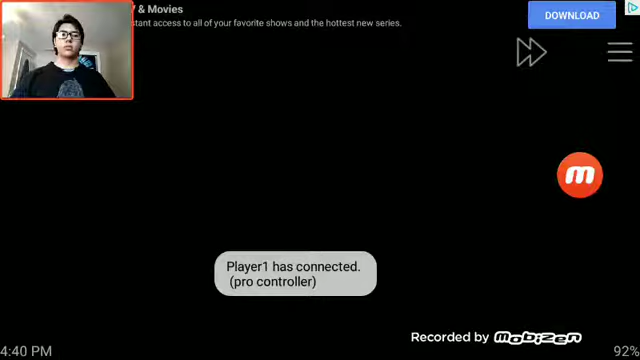 & Movies
stant access to all of your favorite shows and the hottest new series.
DOWNLOAD
m
Player1 has connected.
(pro controller)
Recorded by mobizen
4:40 PM
92%